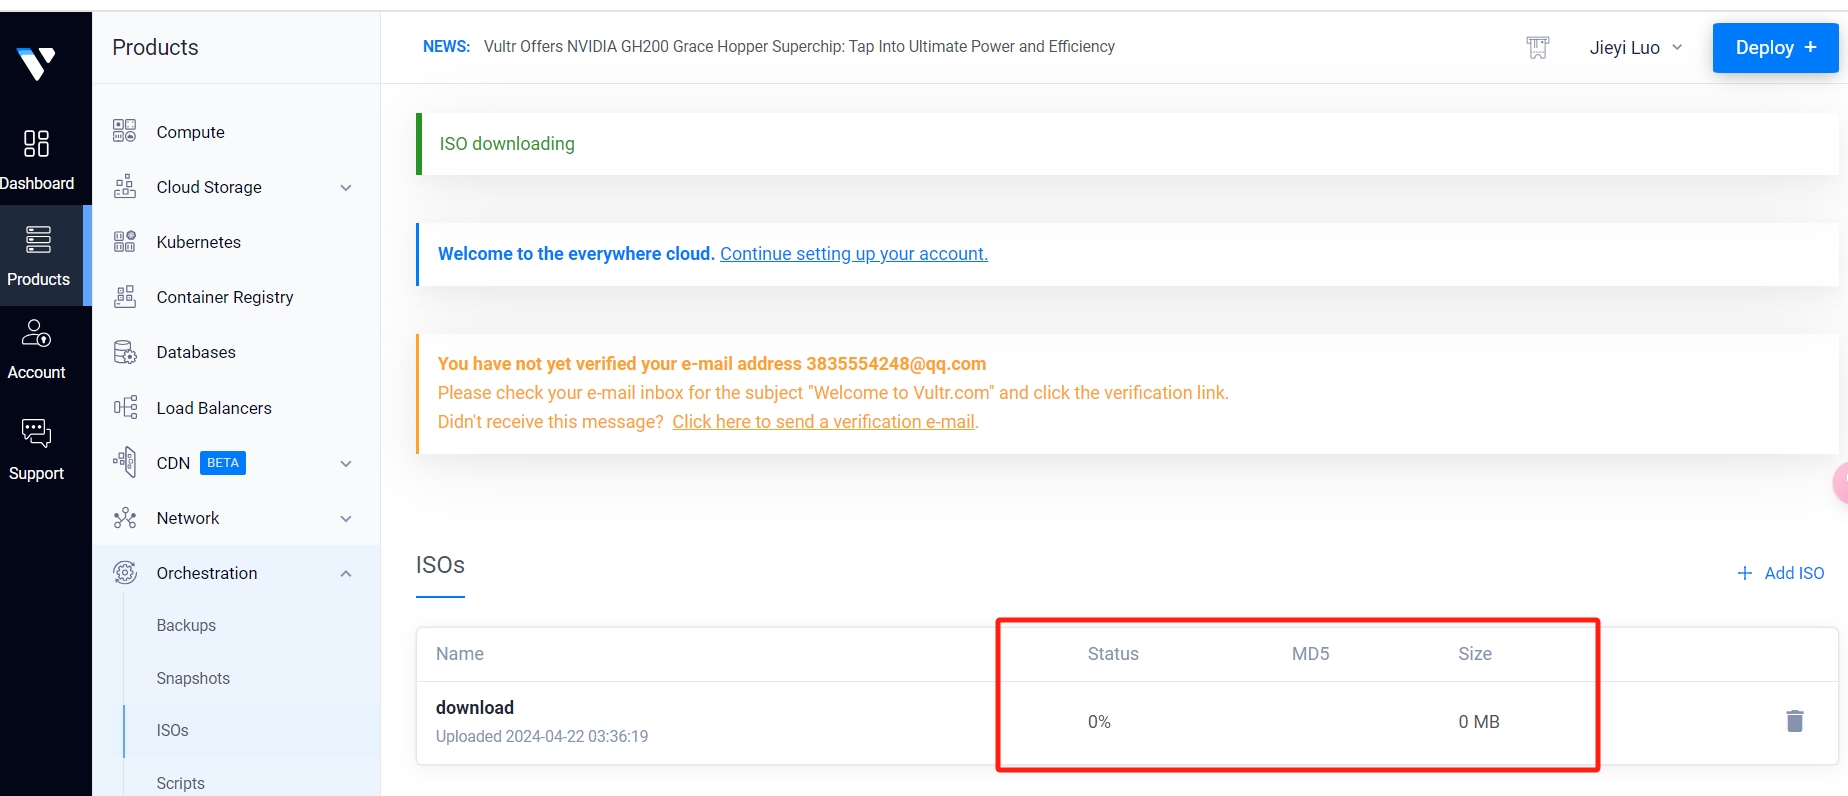 Products
NEWS: Vultr Offers NVIDIA GH200 Grace Hopper Superchip: Tap Into Ultimate Power and Efficiency
Jieyi Luo
Deploy +
Dashboard
Products
Account
Support
Compute
Cloud Storage
Kubernetes
Container Registry
Databases
Load Balancers
CDN BETA
Network
Orchestration
Backups
Snapshots
ISOs
Scripts
ISO downloading
Welcome to the everywhere cloud. Continue setting up your account.
You have not yet verified your e-mail address 3835554248@qq.com
Please check your e-mail inbox for the subject "Welcome to Vultr.com" and click the verification link.
Didn't receive this message? Click here to send a verification e-mail.
ISOs
+ Add ISO
Name Status MD5 Size
download 0% 0 MB
Uploaded 2024-04-22 03:36:19